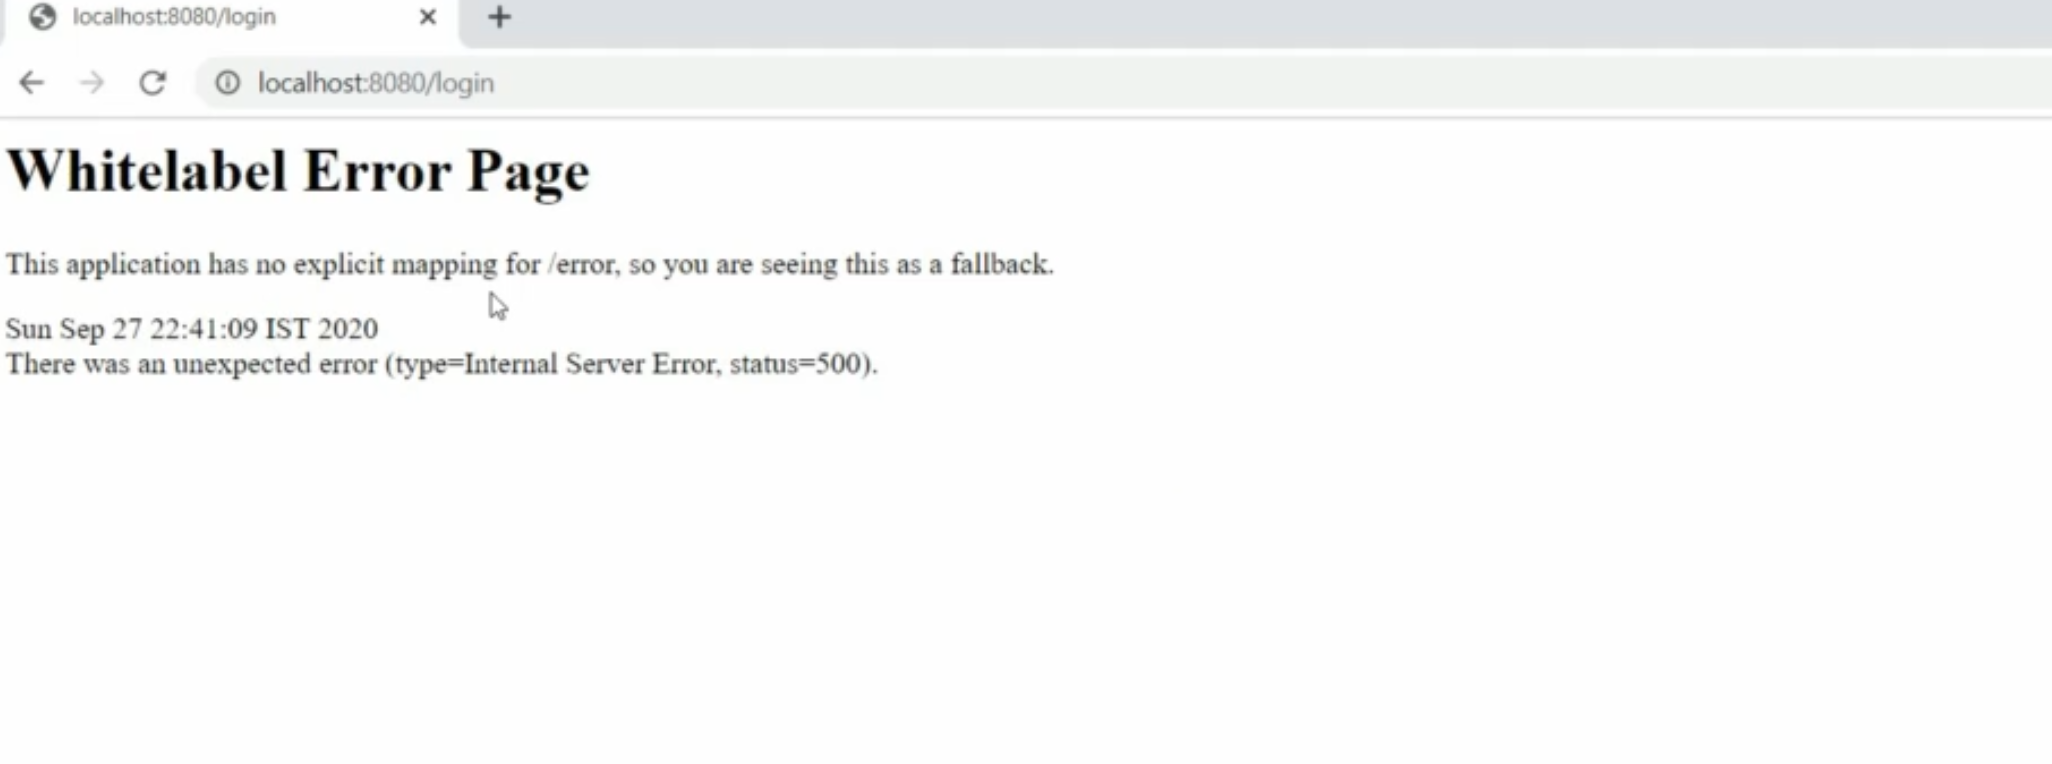 localhost:8080/login
localhost:8080/login
Whitelabel Error Page
This application has no explicit mapping for /error, so you are seeing this as a fallback.
Sun Sep 27 22:41:09 IST 2020
There was an unexpected error (type=Internal Server Error, status=500).